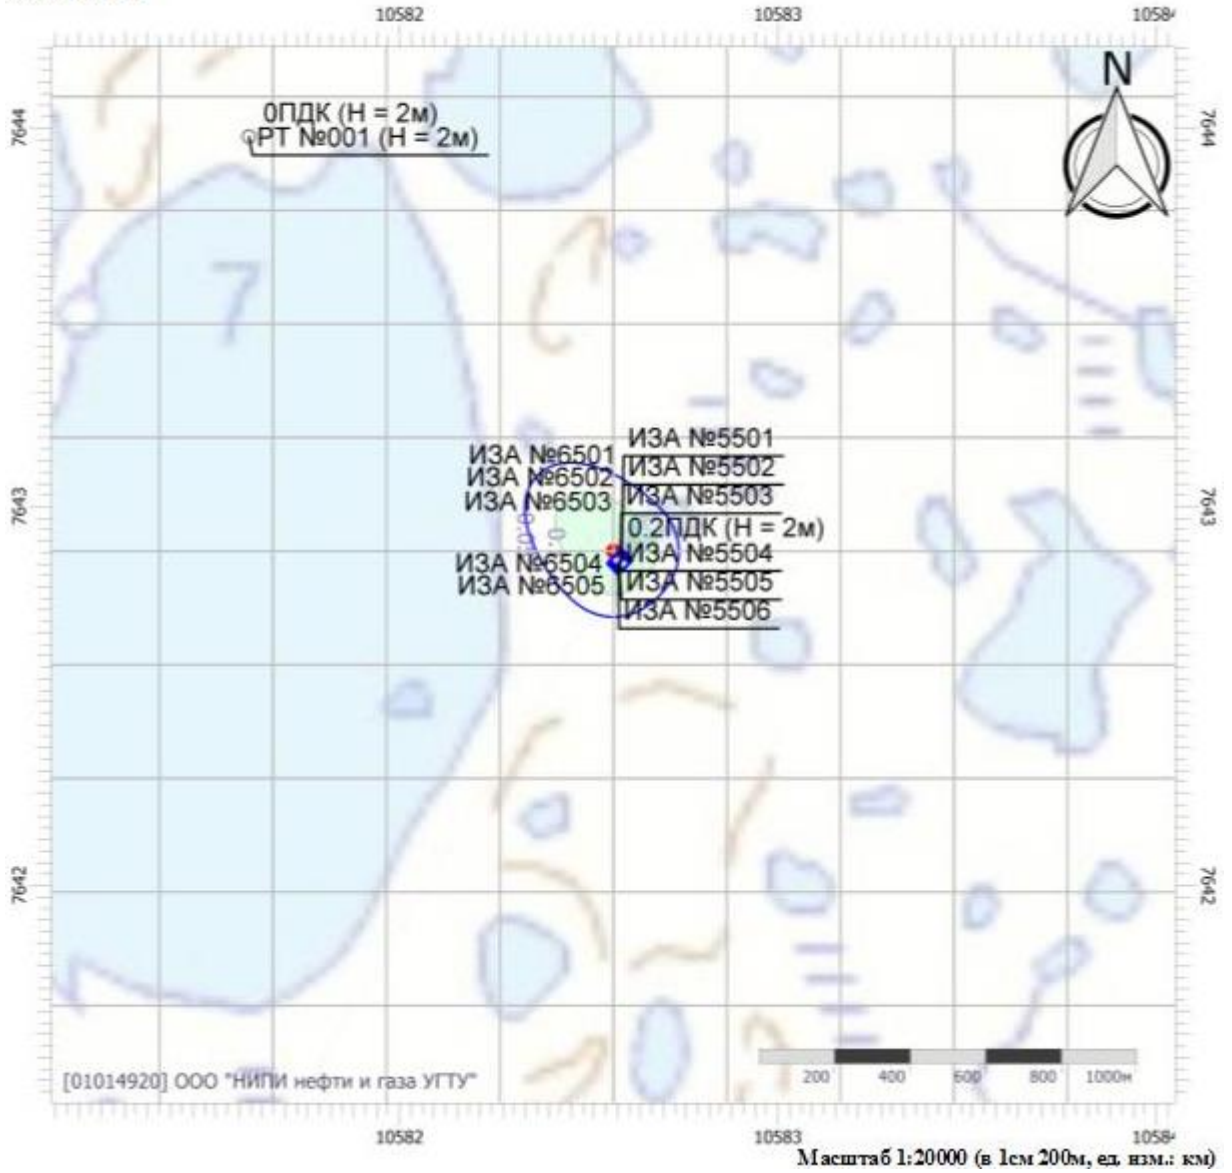 10582 10583 1058
7644 7644
0ПДК (Н = 2м)
РТ №001 (Н = 2м)
N
7
ИЗА №6501
ИЗА №6502
ИЗА №6503
ИЗА №5501
ИЗА №5502
ИЗА №5503
0.2ПДК (Н = 2м)
7643 7643
ИЗА №6504
ИЗА №6505
ИЗА №5504
ИЗА №5505
ИЗА №5506
7642 7642
[01014920] ООО "НИПИ нефти и газа УГТУ"
200 400 600 800 1000м
10582 10583 1058
Масштаб 1:20000 (в 1см 200м, ед. изм.: км)